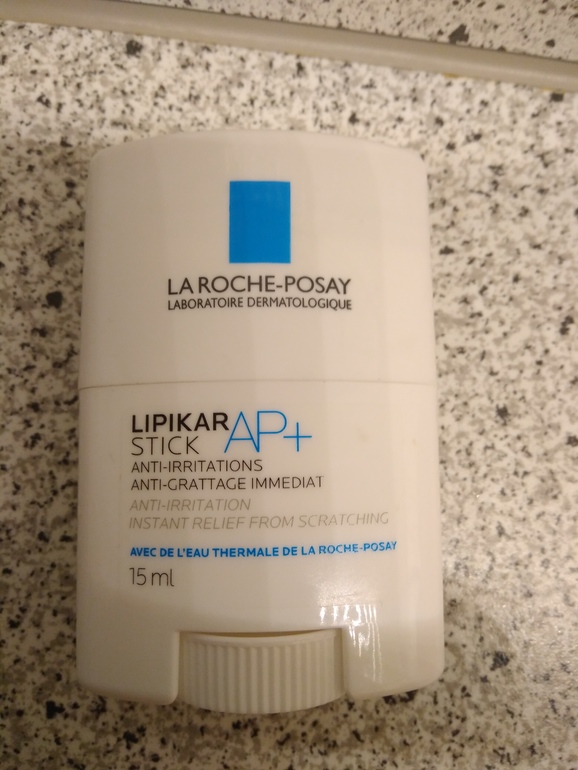 LA ROCHE-POSAY
LABORATOIRE DERMATOLOGIQUE
LIPIKAR
STICK AP+
ANTI-IRRITATIONS
ANTI-GRATTAGE IMMEDIAT
ANTI-IRRITATION
INSTANT RELIEF FROM SCRATCHING
AVEC DE L'EAU THERMALE DE LA ROCHE-POSAY
15 ml